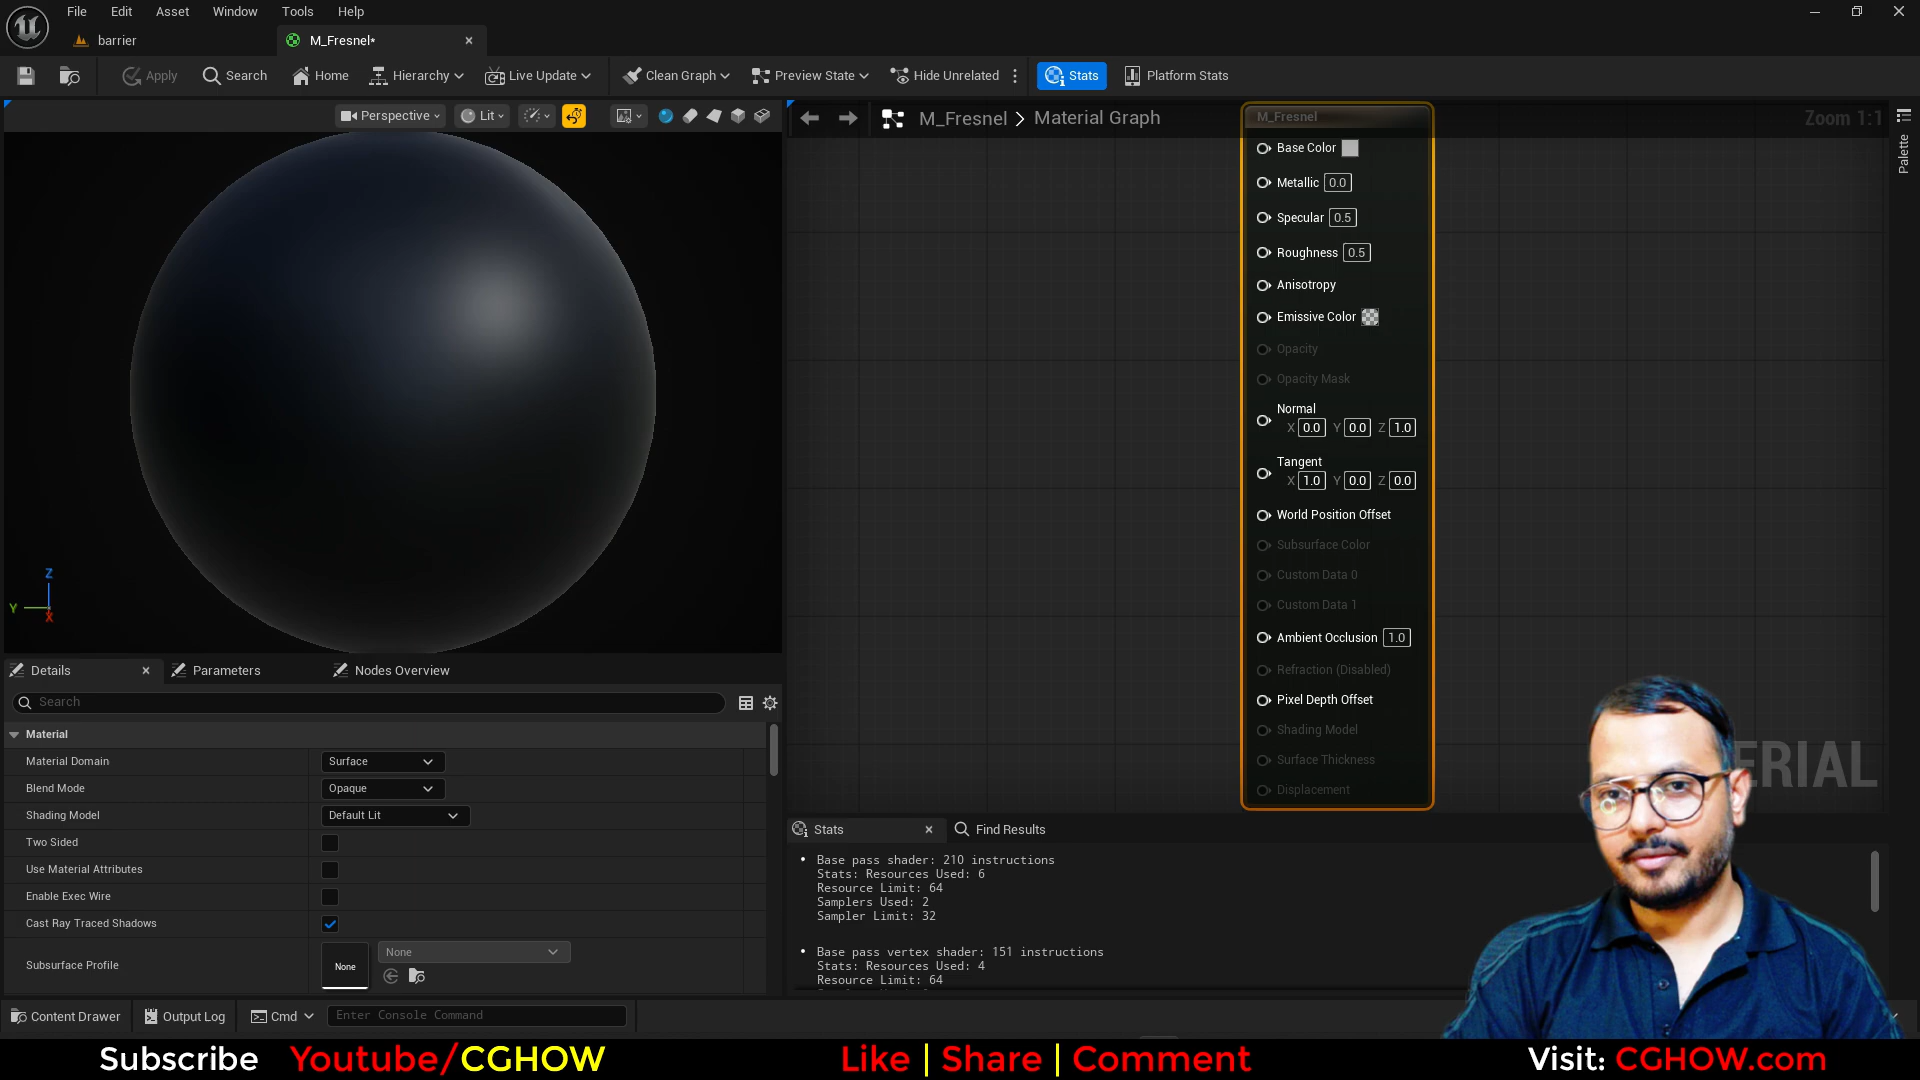 File Edit Asset Window Tools Help
barrier M_Fresnel*
Apply Search Home Hierarchy Live Update Clean Graph Preview State Hide Unrelated Stats Platform Stats
Perspective Lit
M_Fresnel > Material Graph
Zoom 1:1
Palette
M_Fresnel
Base Color
Metallic 0.0
Specular 0.5
Roughness 0.5
Anisotropy
Emissive Color
Opacity
Opacity Mask
Normal
X 0.0 Y 0.0 Z 1.0
Tangent
X 1.0 Y 0.0 Z 0.0
World Position Offset
Subsurface Color
Custom Data 0
Custom Data 1
Ambient Occlusion 1.0
Refraction (Disabled)
Pixel Depth Offset
Shading Model
Surface Thickness
Displacement
Z
Y
X
Details Parameters Nodes Overview
Search
Material
Material Domain Surface
Blend Mode Opaque
Shading Model Default Lit
Two Sided
Use Material Attributes
Enable Exec Wire
Cast Ray Traced Shadows
Subsurface Profile None None
Stats Find Results
• Base pass shader: 210 instructions
Stats: Resources Used: 6
Resource Limit: 64
Samplers Used: 2
Sampler Limit: 32
• Base pass vertex shader: 151 instructions
Stats: Resources Used: 4
Resource Limit: 64
Content Drawer Output Log Cmd Enter Console Command
Subscribe Youtube/CGHOW Like | Share | Comment Visit: CGHOW.com